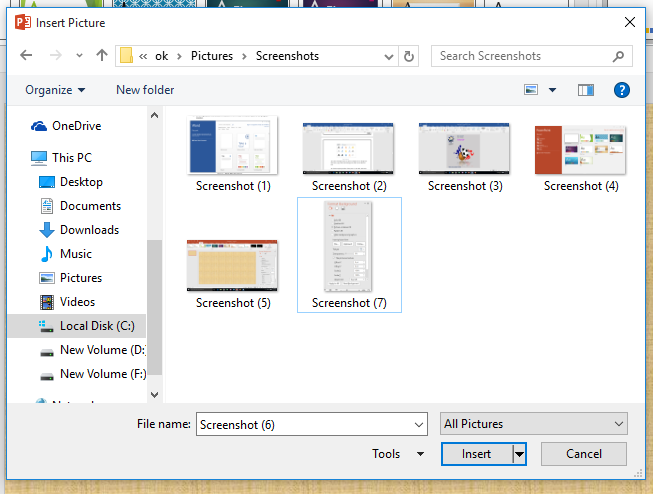 Insert Picture
« ok > Pictures > Screenshots
Search Screenshots
Organize
New folder
OneDrive
This PC
Desktop
Documents
Downloads
Music
Pictures
Videos
Local Disk (C:)
New Volume (D:
New Volume (F:)
Screenshot (1)
Screenshot (2)
Screenshot (3)
Screenshot (4)
Screenshot (5)
Screenshot (7)
File name:
Screenshot (6)
All Pictures
Tools
Insert
Cancel